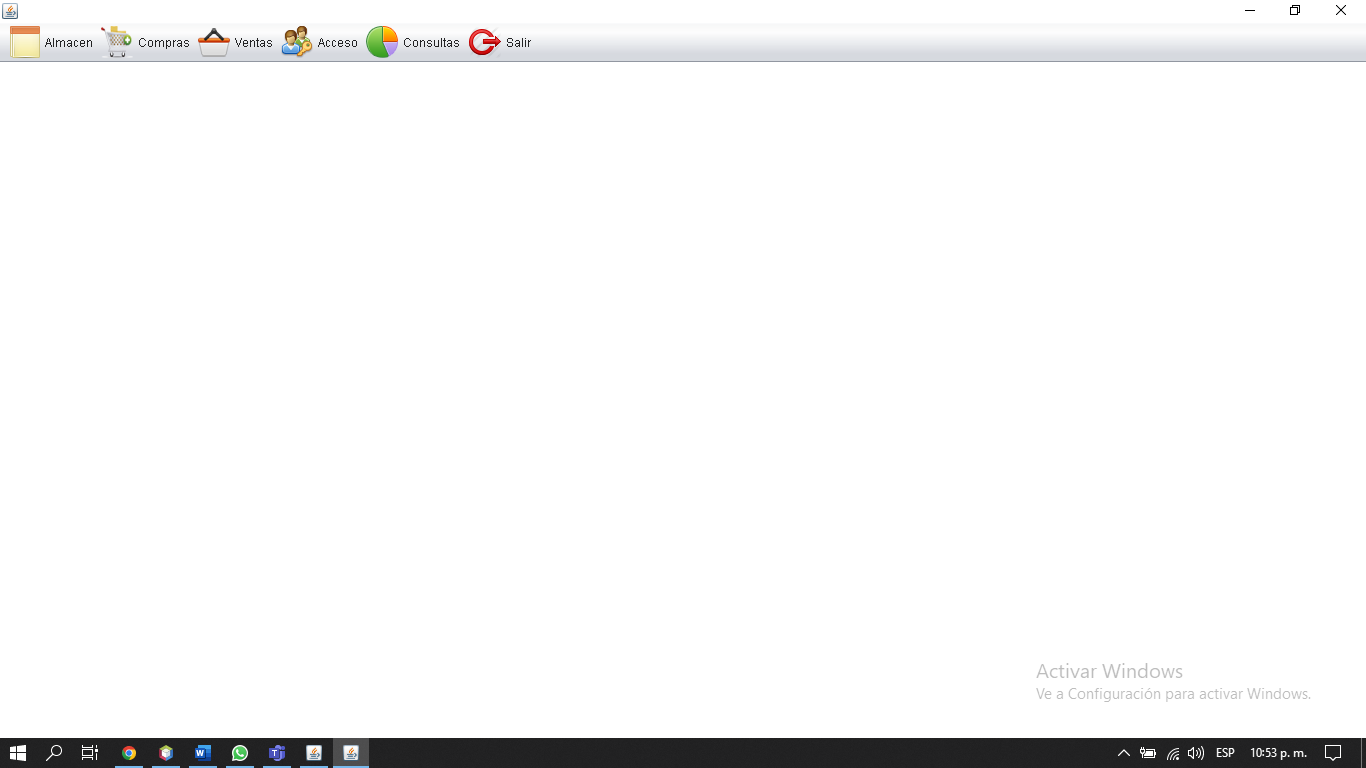 Almacen Compras Ventas Acceso Consultas Salir
Activar Windows
Ve a Configuración para activar Windows.
ESP 10:53 p. m.